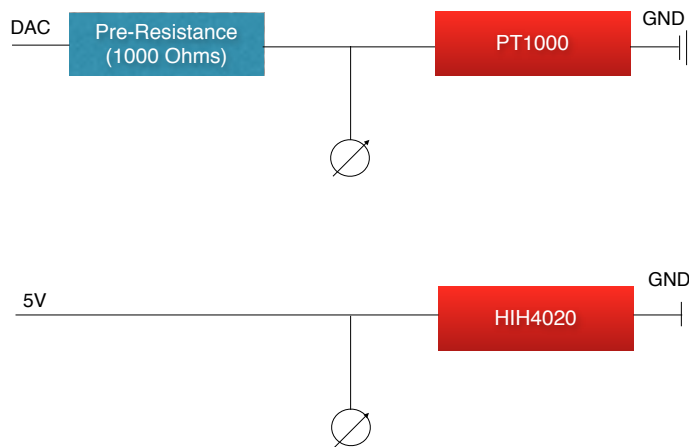 DAC
Pre-Resistance
(1000 Ohms)
PT1000
GND
5V
HIH4020
GND